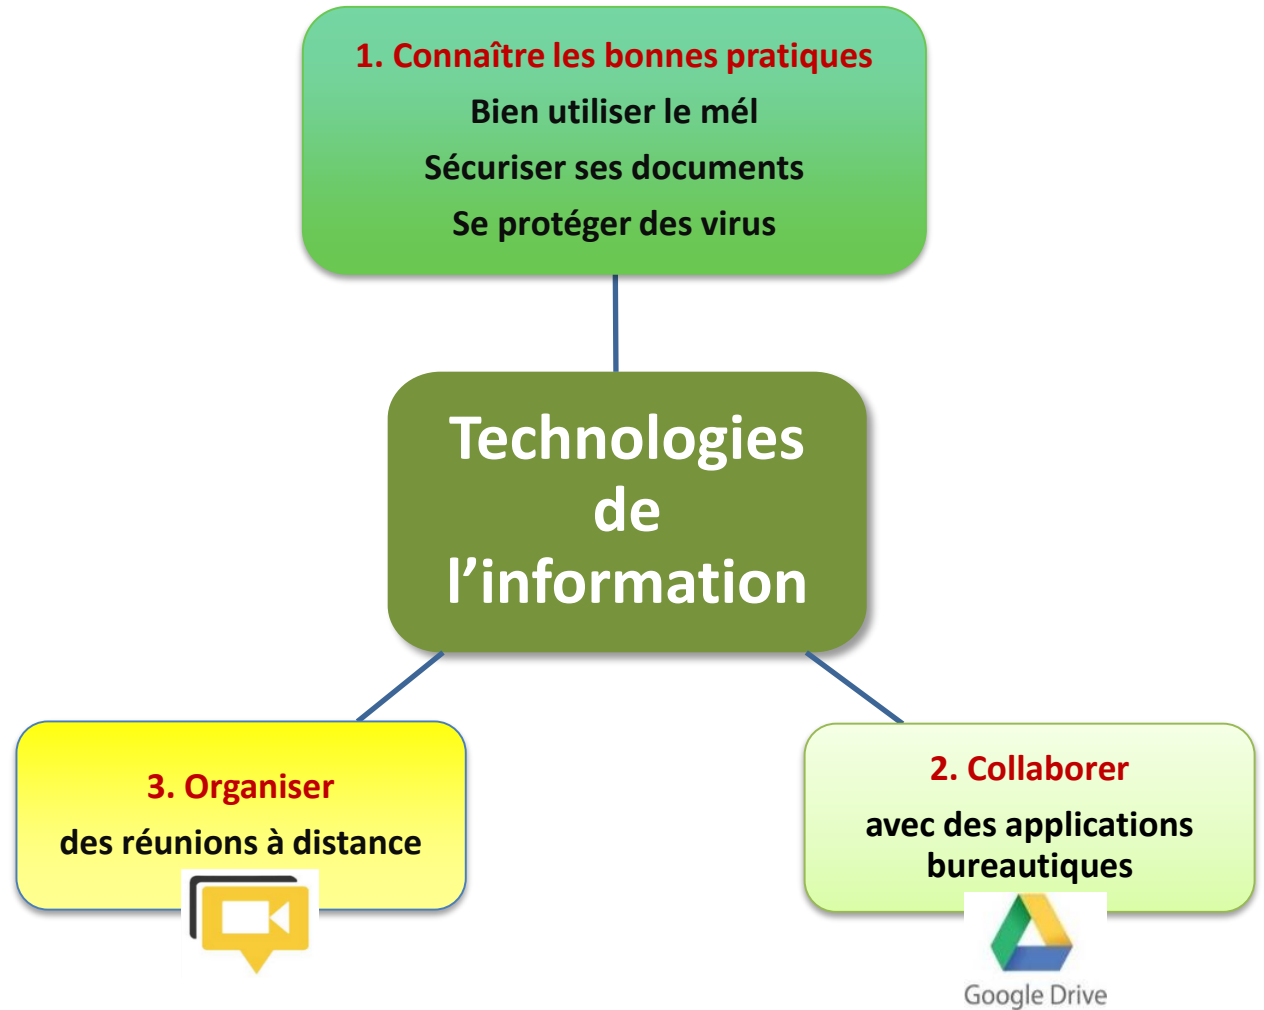 1. Connaître les bonnes pratiques
Bien utiliser le mél
Sécuriser ses documents
Se protéger des virus
Technologies
de
l’information
3. Organiser
des réunions à distance
2. Collaborer
avec des applications
bureautiques
Google Drive